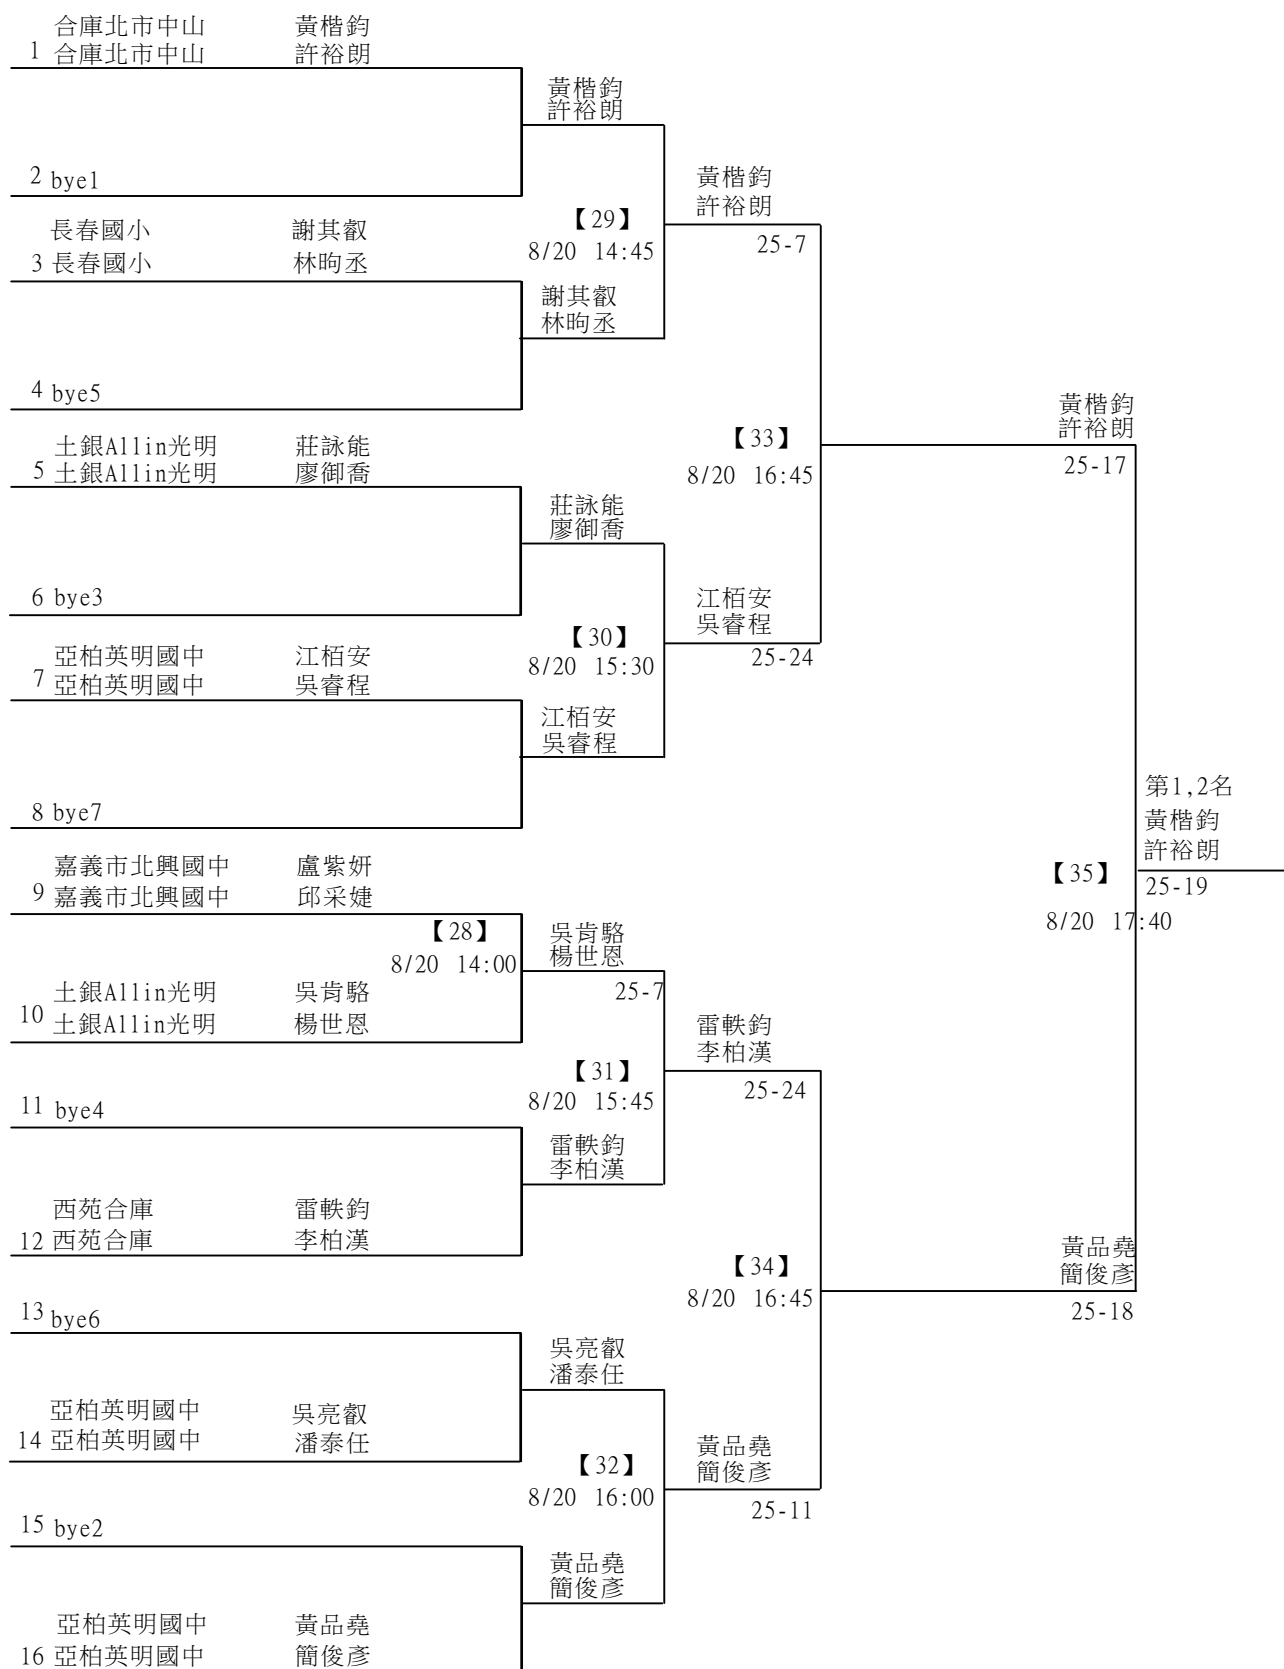 合庫北市中山 黃楷鈞
1 合庫北市中山 許裕朗
黃楷鈞
許裕朗
2 bye1
黃楷鈞
許裕朗
【29】
8/20 14:45
25-7
長春國小 謝其叡
3 長春國小 林昫丞
謝其叡
林昫丞
4 bye5
黃楷鈞
許裕朗
【33】
8/20 16:45
25-17
土銀Allin光明 莊詠能
5 土銀Allin光明 廖御喬
莊詠能
廖御喬
6 bye3
江栢安
吳睿程
【30】
8/20 15:30
25-24
亞柏英明國中 江栢安
7 亞柏英明國中 吳睿程
江栢安
吳睿程
8 bye7
第1,2名
黃楷鈞
許裕朗
【35】
25-19
8/20 17:40
嘉義市北興國中 盧紫妍
9 嘉義市北興國中 邱采婕
【28】
8/20 14:00
吳肯駱
楊世恩
25-7
土銀Allin光明 吳肯駱
10 土銀Allin光明 楊世恩
雷軼鈞
李柏漢
【31】
8/20 15:45
25-24
11 bye4
雷軼鈞
李柏漢
西苑合庫 雷軼鈞
12 西苑合庫 李柏漢
黃品堯
簡俊彥
【34】
8/20 16:45
25-18
13 bye6
吳亮叡
潘泰任
亞柏英明國中 吳亮叡
14 亞柏英明國中 潘泰任
黃品堯
簡俊彥
【32】
8/20 16:00
25-11
15 bye2
黃品堯
簡俊彥
亞柏英明國中 黃品堯
16 亞柏英明國中 簡俊彥